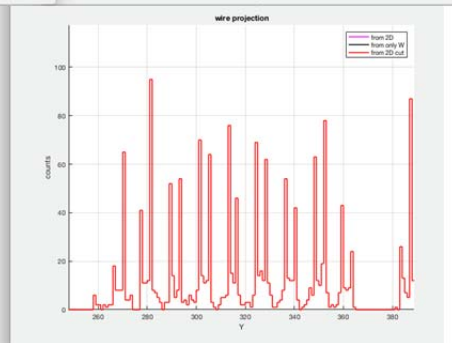 wire projection
from 2D
from only W
from 2D cut
100
80
60
40
20
0
counts
260 280 300 320 340 360 380
Y